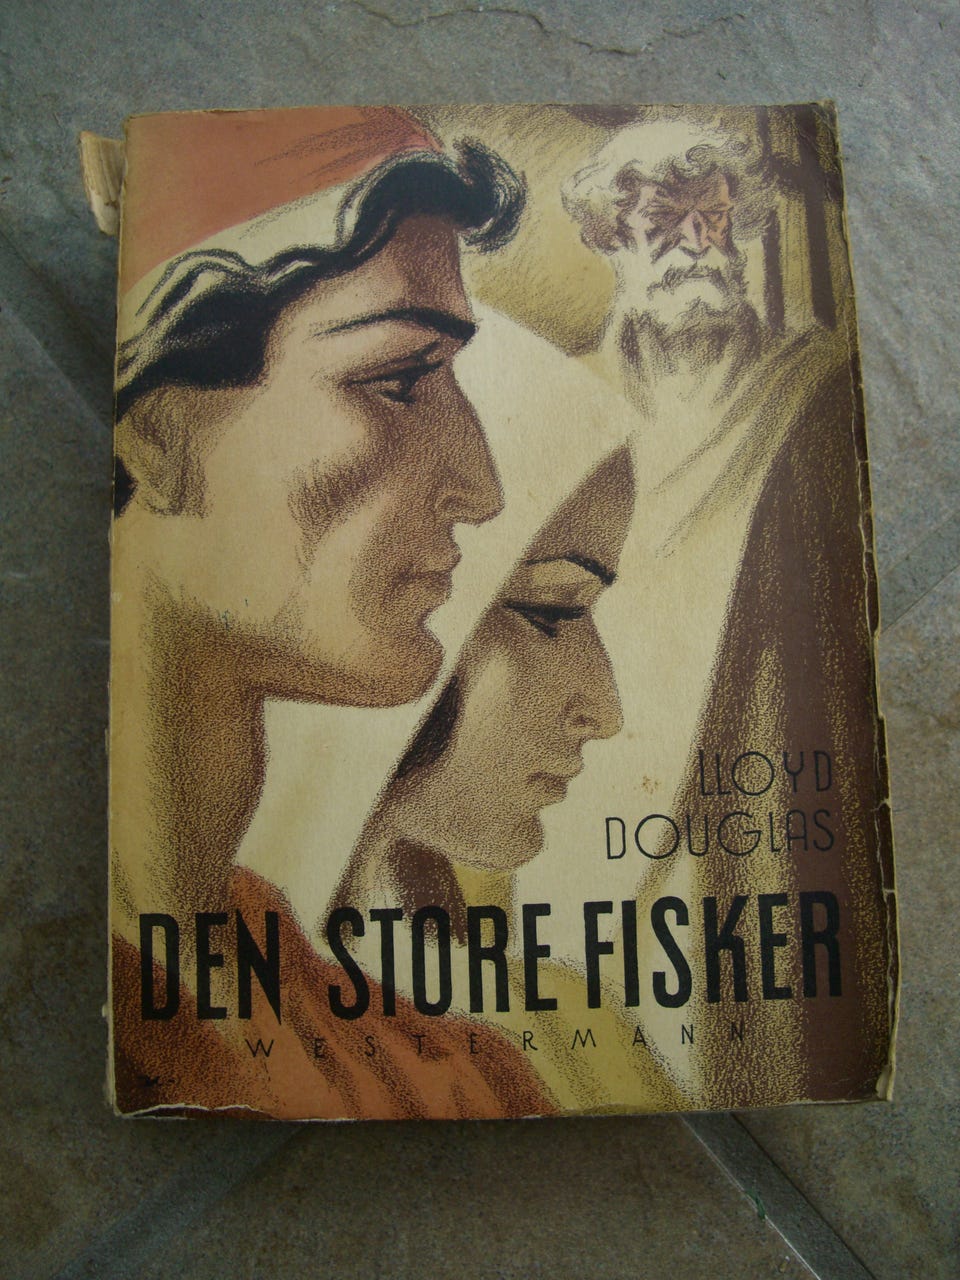 LLOYD
DOUGLAS
DEN STORE FISKER
WESTERMANN